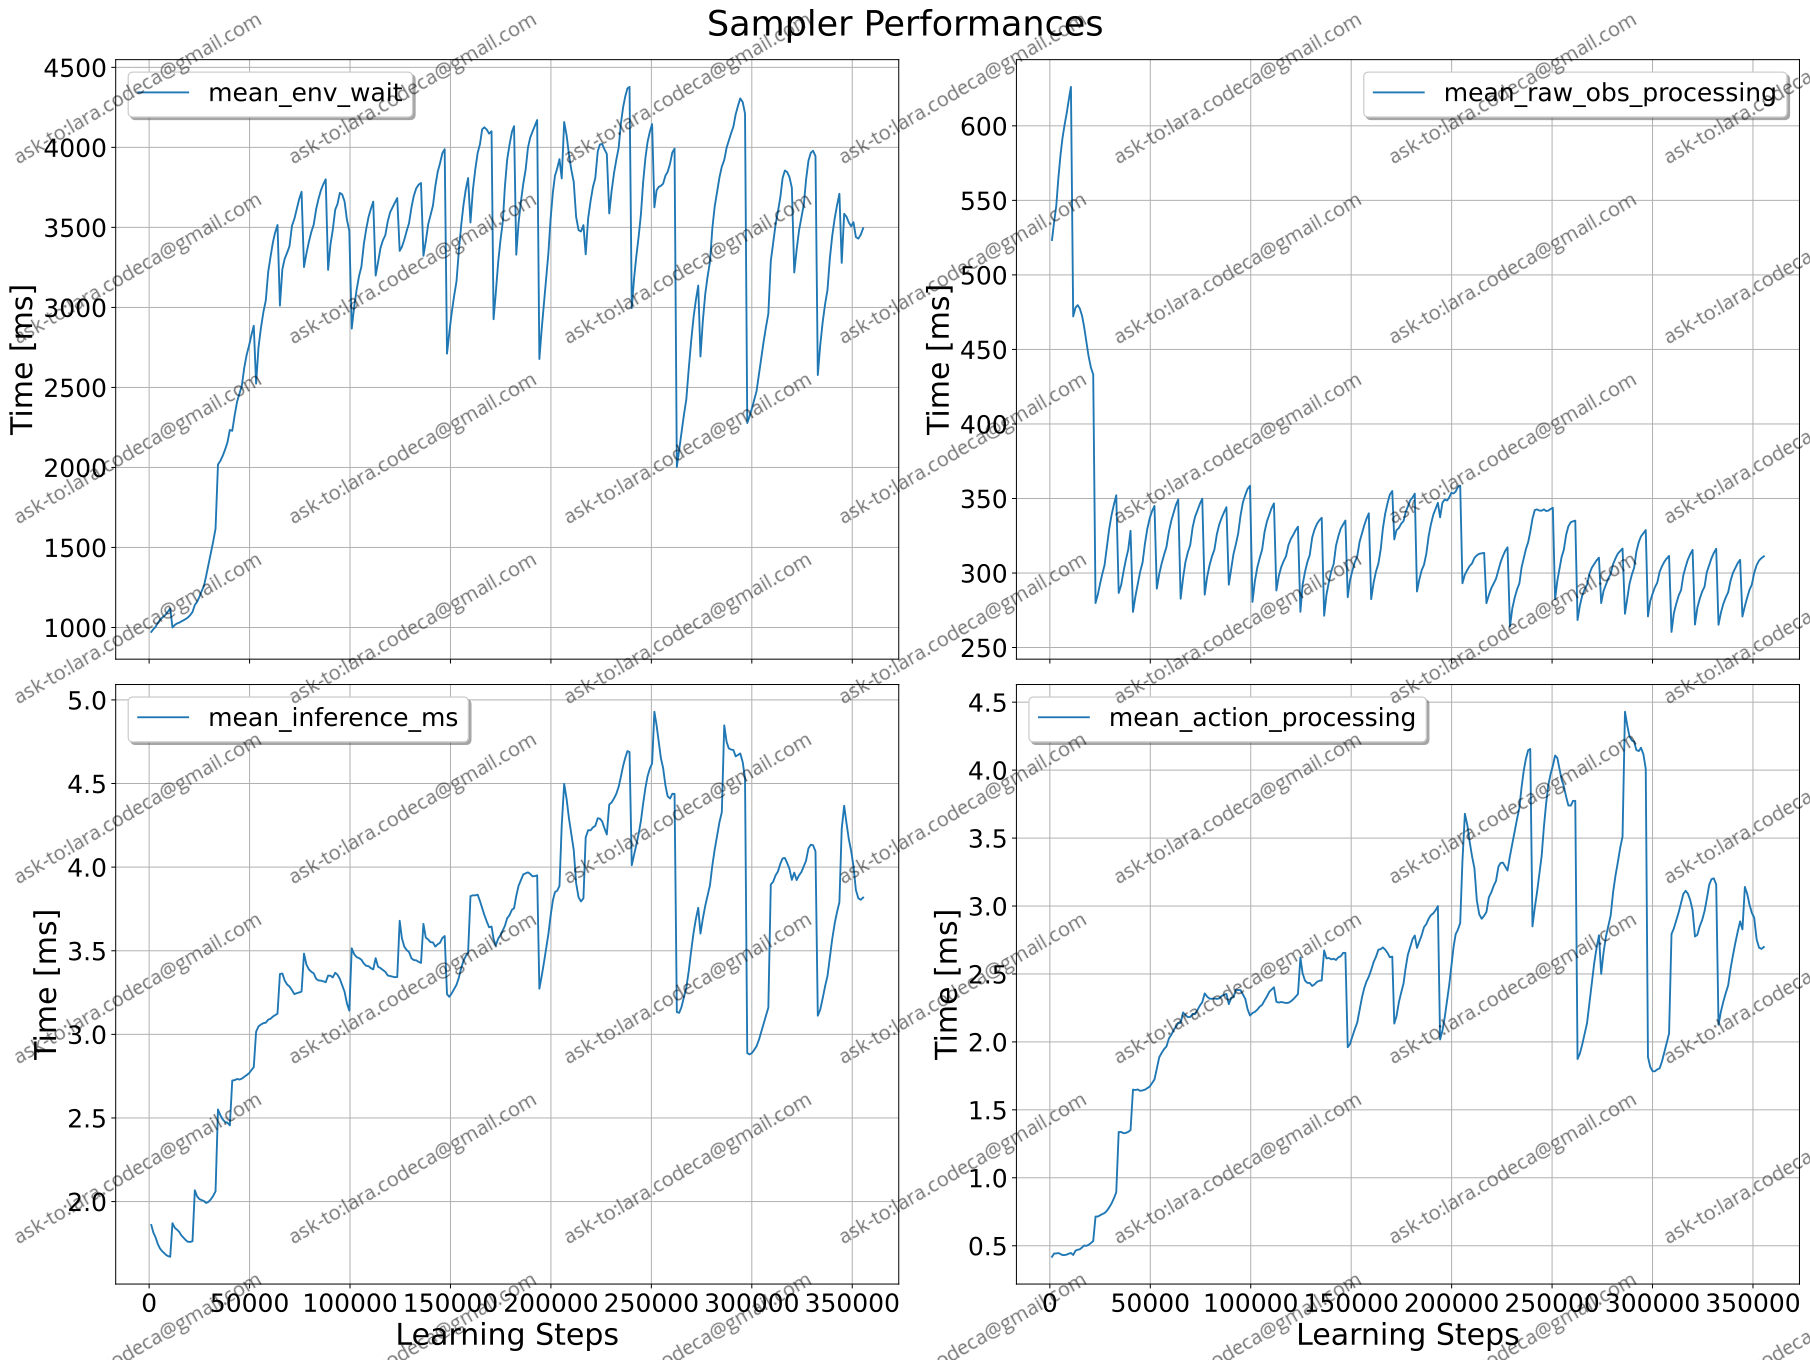 Sampler Performances
mean_env_wait
Time [ms]
4500
4000
3500
3000
2500
2000
1500
1000
mean_raw_obs_processing
Time [ms]
600
550
500
450
400
350
300
250
mean_inference_ms
Time [ms]
5.0
4.5
4.0
3.5
3.0
2.5
2.0
0 50000 100000 150000 200000 250000 300000 350000
Learning Steps
mean_action_processing
Time [ms]
4.5
4.0
3.5
3.0
2.5
2.0
1.5
1.0
0.5
0 50000 100000 150000 200000 250000 300000 350000
Learning Steps
ask-to:lara.codeca@gmail.com